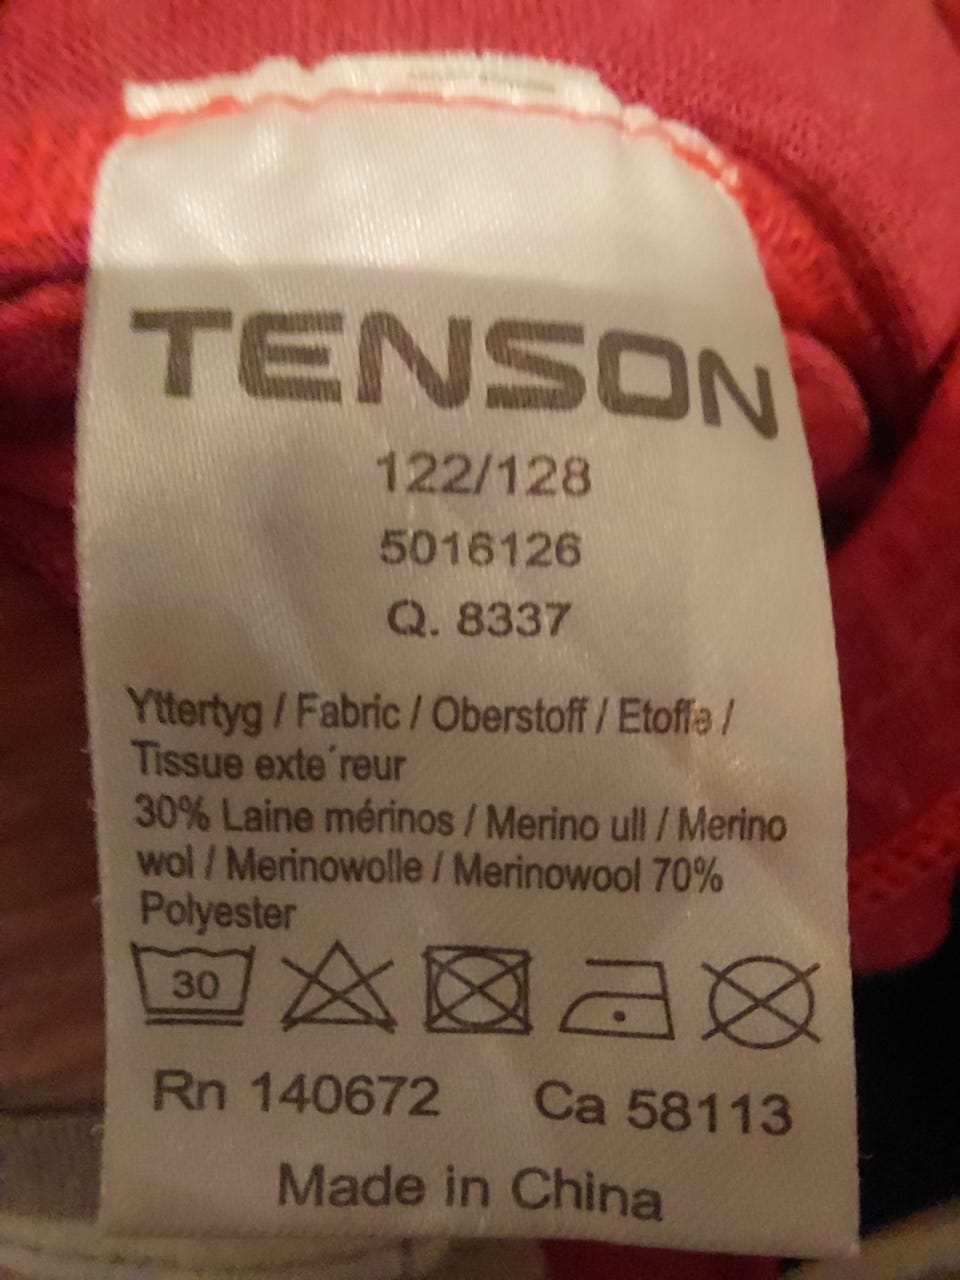 TENSON
122/128
5016126
Q. 8337
Yttertyg / Fabric / Oberstoff / Etoffe /
Tissue exte´reur
30% Laine mérinos / Merino ull / Merino
wol / Merinowolle / Merinowool 70%
Polyester
30
Rn 140672 Ca 58113
Made in China